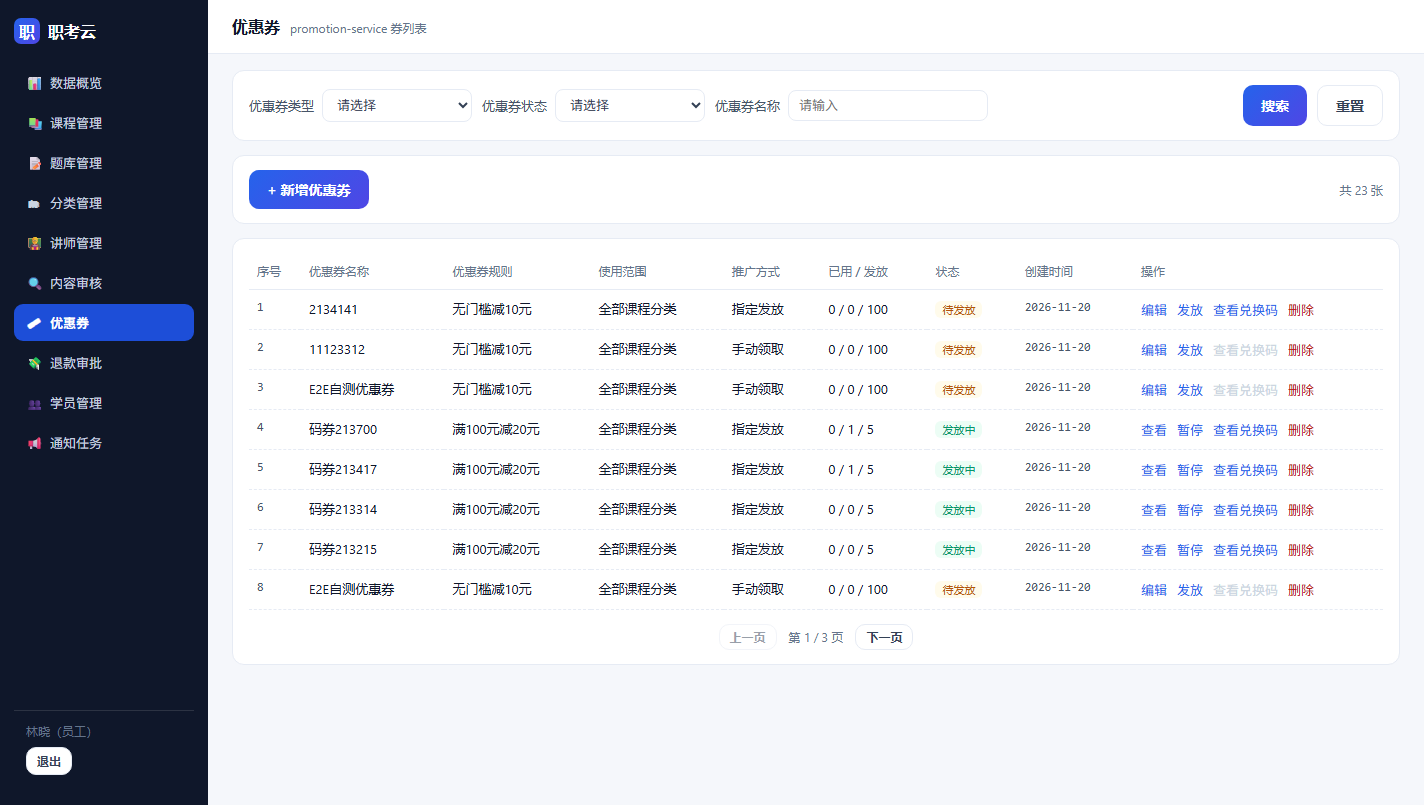 职 职考云
数据概览
课程管理
题库管理
分类管理
讲师管理
内容审核
优惠券
退款审批
学员管理
通知任务
林晓（员工）
退出
优惠券 promotion-service 券列表
优惠券类型 请选择 优惠券状态 请选择 优惠券名称 请输入 搜索 重置
+ 新增优惠券 共 23 张
序号 优惠券名称 优惠券规则 使用范围 推广方式 已用 / 发放 状态 创建时间 操作
1 2134141 无门槛减10元 全部课程分类 指定发放 0 / 0 / 100 待发放 2026-11-20 编辑 发放 查看兑换码 删除
2 11123312 无门槛减10元 全部课程分类 手动领取 0 / 0 / 100 待发放 2026-11-20 编辑 发放 查看兑换码 删除
3 E2E自测优惠券 无门槛减10元 全部课程分类 手动领取 0 / 0 / 100 待发放 2026-11-20 编辑 发放 查看兑换码 删除
4 码券213700 满100元减20元 全部课程分类 指定发放 0 / 1 / 5 发放中 2026-11-20 查看 暂停 查看兑换码 删除
5 码券213417 满100元减20元 全部课程分类 指定发放 0 / 1 / 5 发放中 2026-11-20 查看 暂停 查看兑换码 删除
6 码券213314 满100元减20元 全部课程分类 指定发放 0 / 0 / 5 发放中 2026-11-20 查看 暂停 查看兑换码 删除
7 码券213215 满100元减20元 全部课程分类 指定发放 0 / 0 / 5 发放中 2026-11-20 查看 暂停 查看兑换码 删除
8 E2E自测优惠券 无门槛减10元 全部课程分类 手动领取 0 / 0 / 100 待发放 2026-11-20 编辑 发放 查看兑换码 删除
上一页 第 1 / 3 页 下一页